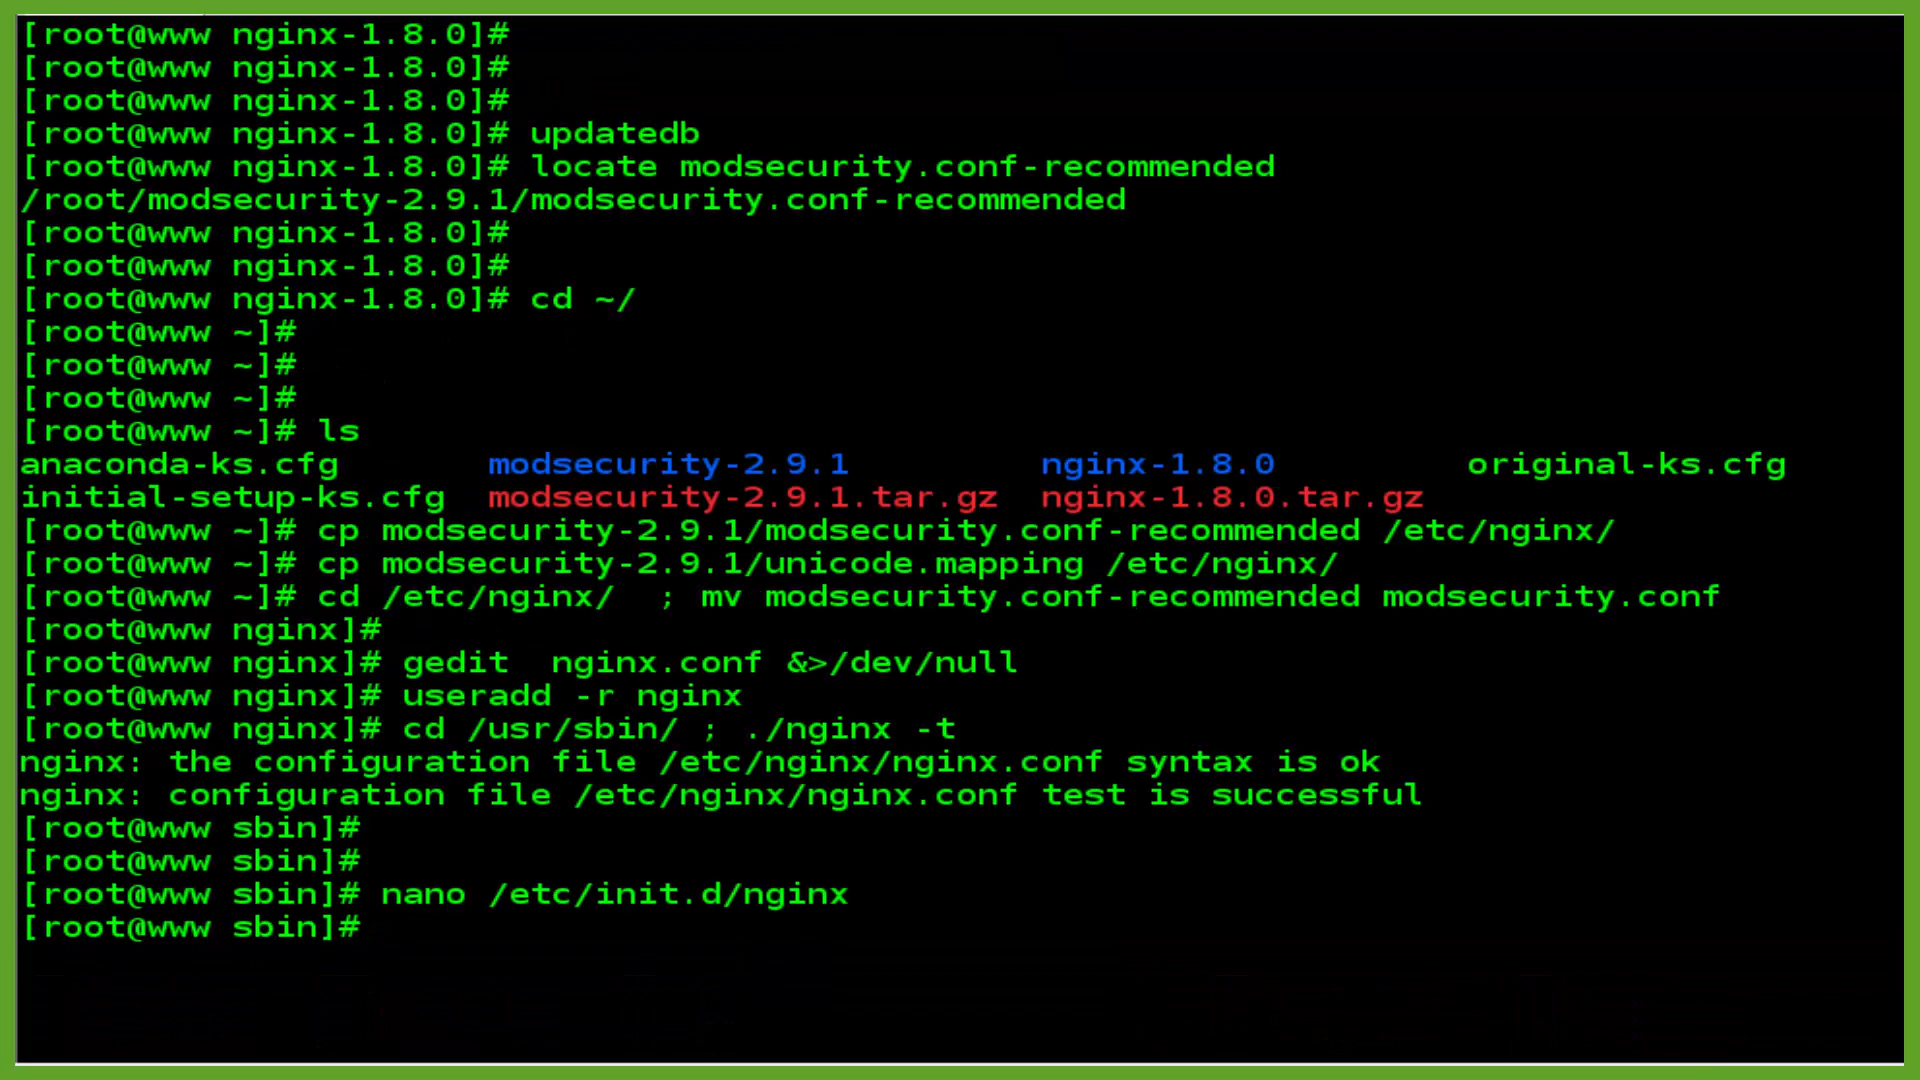 [root@www nginx-1.8.0]#
[root@www nginx-1.8.0]#
[root@www nginx-1.8.0]#
[root@www nginx-1.8.0]# updatedb
[root@www nginx-1.8.0]# locate modsecurity.conf-recommended
/root/modsecurity-2.9.1/modsecurity.conf-recommended
[root@www nginx-1.8.0]#
[root@www nginx-1.8.0]#
[root@www nginx-1.8.0]# cd ~/
[root@www ~]#
[root@www ~]#
[root@www ~]#
[root@www ~]# ls
anaconda-ks.cfg       modsecurity-2.9.1         nginx-1.8.0         original-ks.cfg
initial-setup-ks.cfg  modsecurity-2.9.1.tar.gz  nginx-1.8.0.tar.gz
[root@www ~]# cp modsecurity-2.9.1/modsecurity.conf-recommended /etc/nginx/
[root@www ~]# cp modsecurity-2.9.1/unicode.mapping /etc/nginx/
[root@www ~]# cd /etc/nginx/  ; mv modsecurity.conf-recommended modsecurity.conf
[root@www nginx]#
[root@www nginx]# gedit  nginx.conf &>/dev/null
[root@www nginx]# useradd -r nginx
[root@www nginx]# cd /usr/sbin/ ; ./nginx -t
nginx: the configuration file /etc/nginx/nginx.conf syntax is ok
nginx: configuration file /etc/nginx/nginx.conf test is successful
[root@www sbin]#
[root@www sbin]#
[root@www sbin]# nano /etc/init.d/nginx
[root@www sbin]#